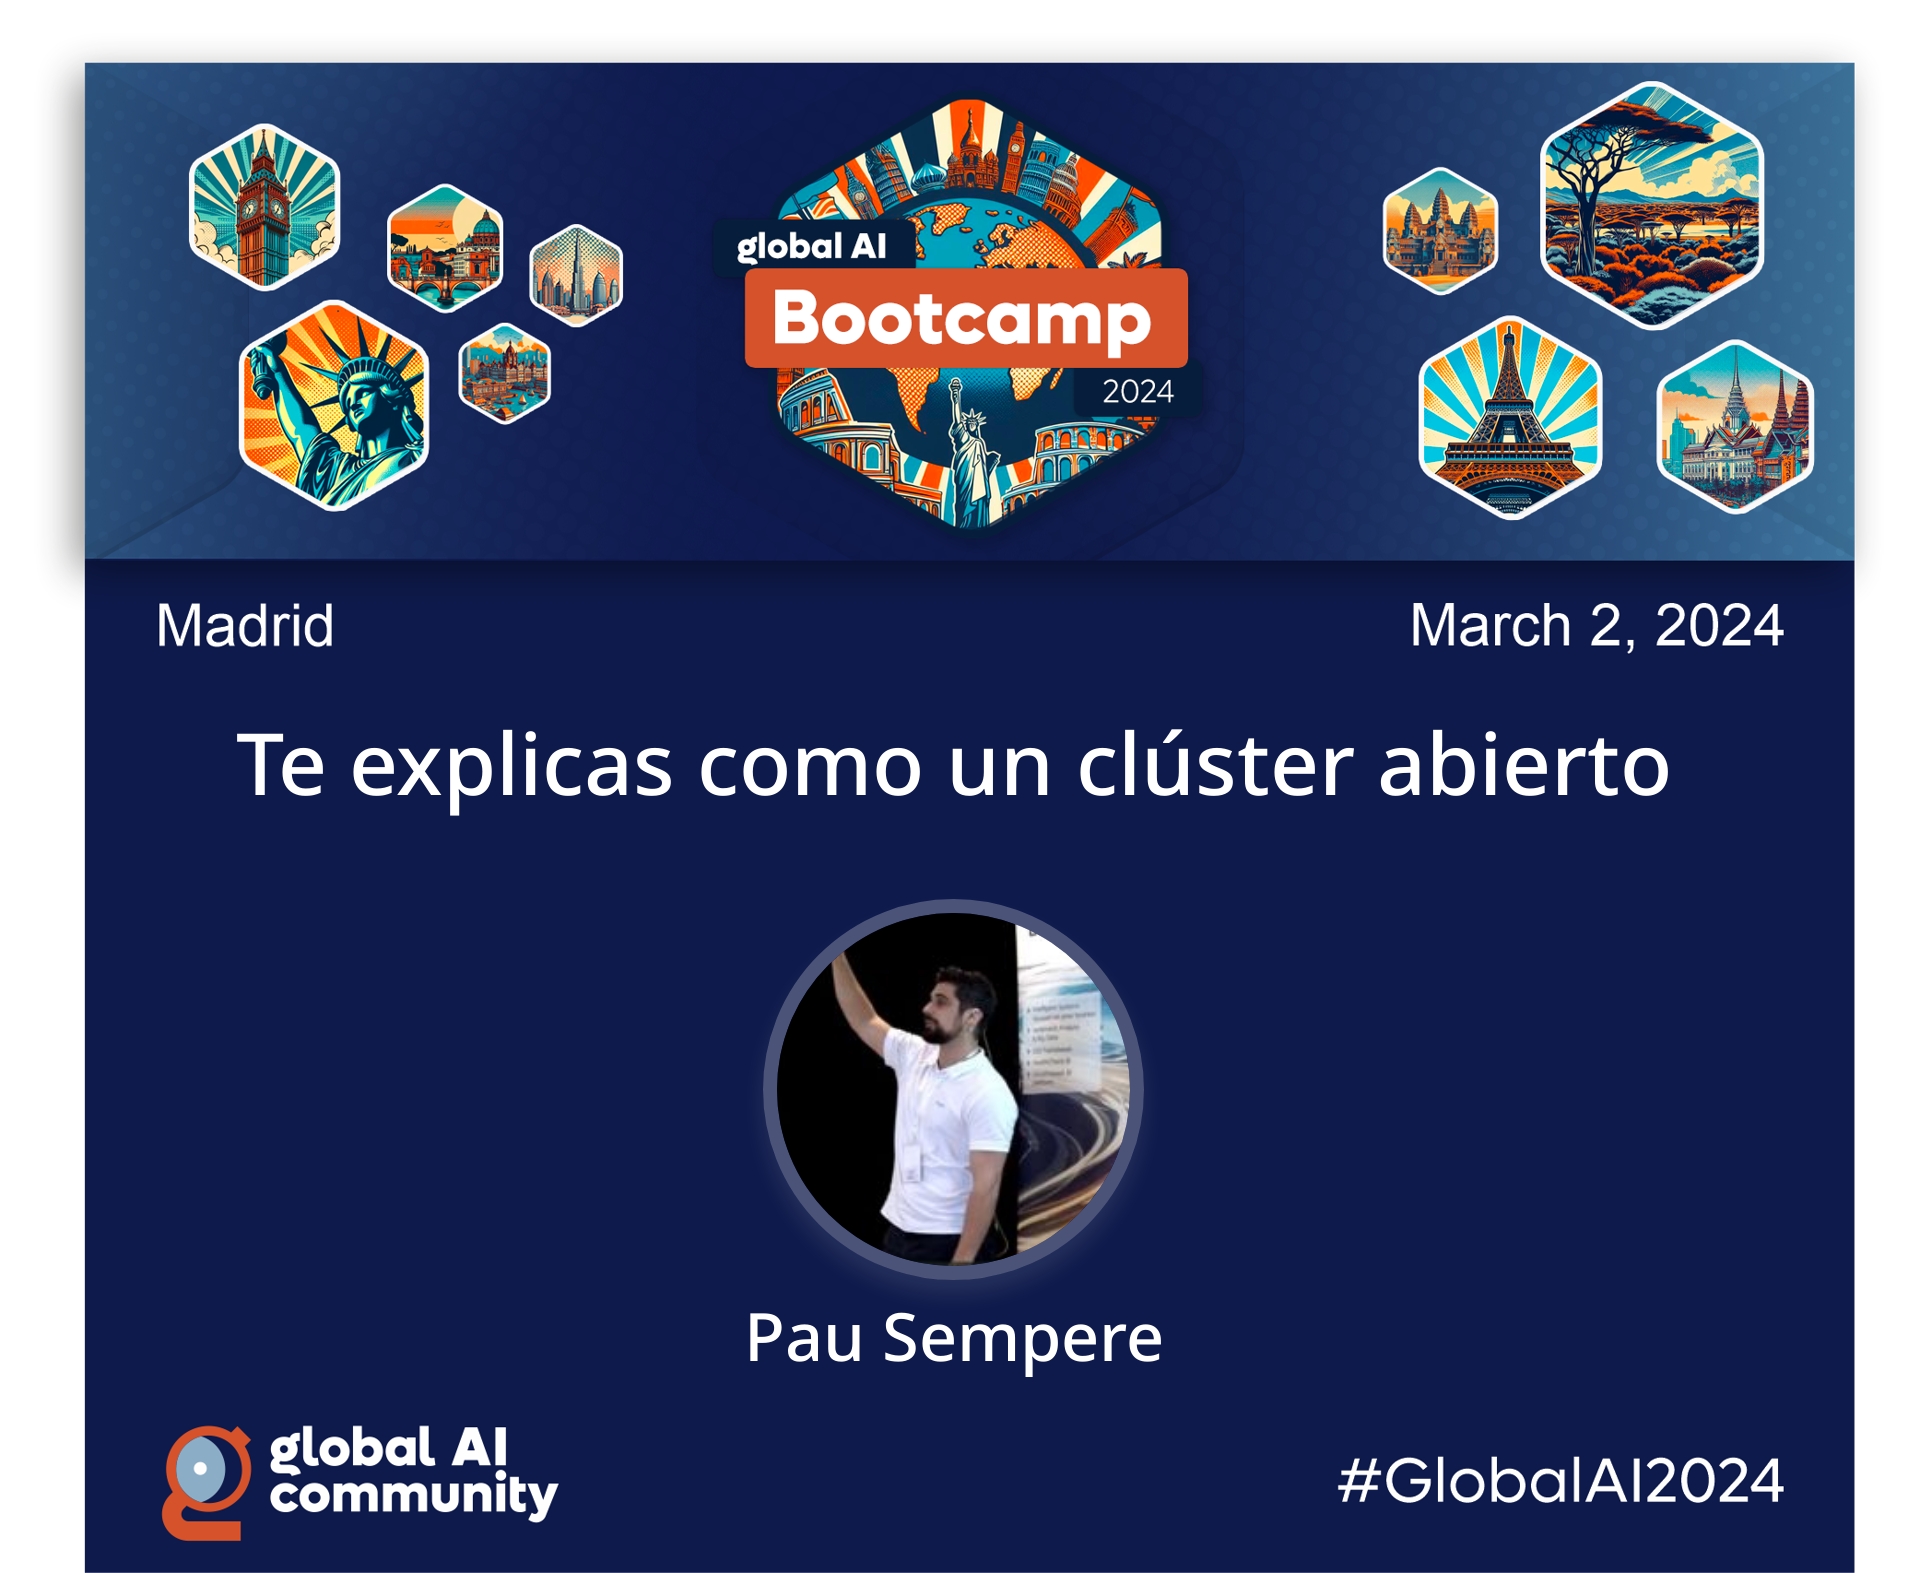 global AI
Bootcamp
2024
Madrid
March 2, 2024
Te explicas como un clúster abierto
Pau Sempere
global AI
community
#GlobalAI2024